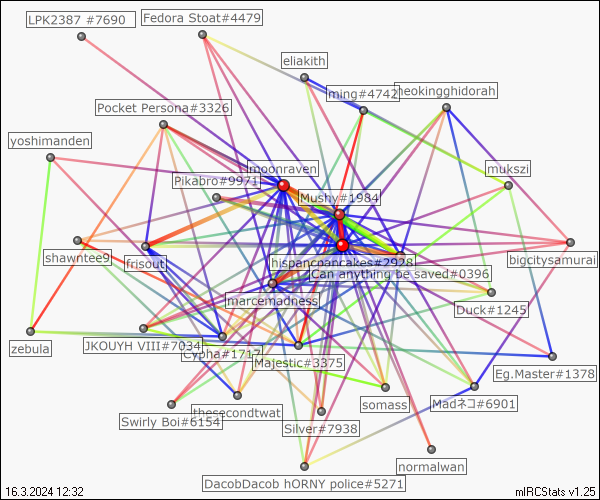 LPK2387 #7690
Fedora Stoat#4479
eliakith
ming#4742
heokingghidorah
Pocket Persona#3326
yoshimanden
moonraven
mukszi
Pikabro#9971
Mushy#1984
shawntee9
frisout
hispancpancakes#2928
bigcitysamurai
Can anything be saved#0396
marcemadness
Duck#1245
zebula
JKOUYH VIII#7034
Cypha#1717
Majestic#3375
Eg.Master#1378
somass
Madネコ#6901
Swirly Boi#6154
thesecondtwat
Silver#7938
normalwan
DacobDacob hORNY police#5271
16.3.2024 12:32
mIRCStats v1.25